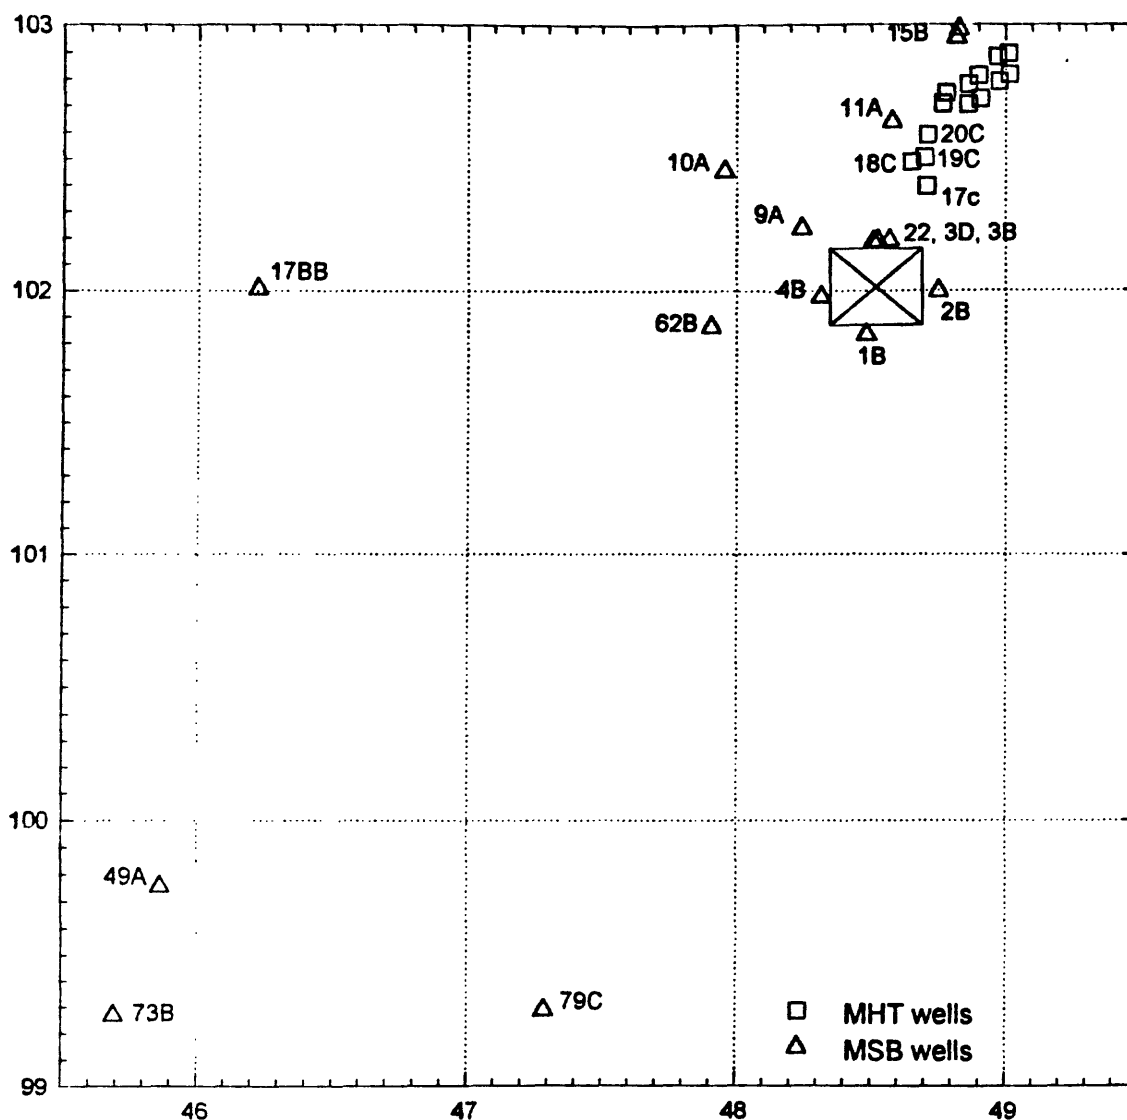 103
15B
11A
20C
10A
18C
19C
17c
9A
22, 3D, 3B
17BB
102
4B
62B
2B
1B
101
100
49A
79C
73B
MHT wells
MSB wells
99
46
47
48
49